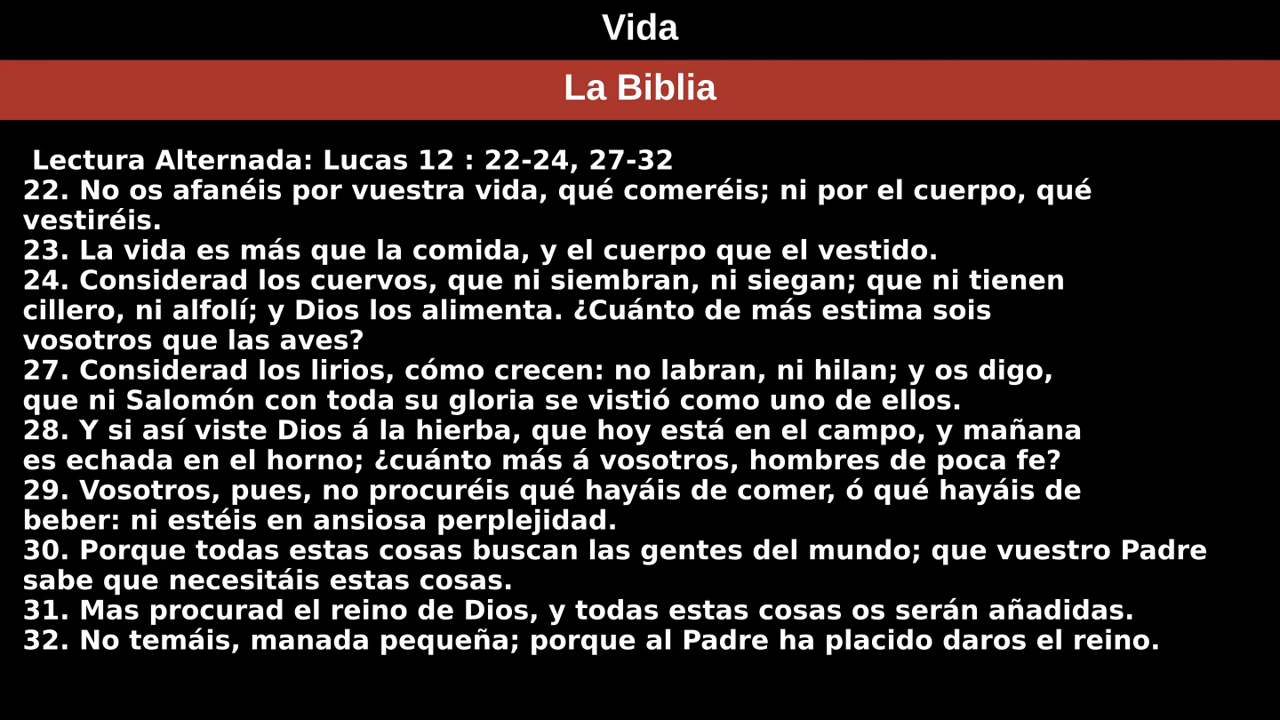 Vida
La Biblia
Lectura Alternada: Lucas 12 : 22-24, 27-32
22. No os afanéis por vuestra vida, qué comeréis; ni por el cuerpo, qué
vestiréis.
23. La vida es más que la comida, y el cuerpo que el vestido.
24. Considerad los cuervos, que ni siembran, ni siegan; que ni tienen
cillero, ni alfolí; y Dios los alimenta. ¿Cuánto de más estima sois
vosotros que las aves?
27. Considerad los lirios, cómo crecen: no labran, ni hilan; y os digo,
que ni Salomón con toda su gloria se vistió como uno de ellos.
28. Y si así viste Dios á la hierba, que hoy está en el campo, y mañana
es echada en el horno; ¿cuánto más á vosotros, hombres de poca fe?
29. Vosotros, pues, no procuréis qué hayáis de comer, ó qué hayáis de
beber: ni estéis en ansiosa perplejidad.
30. Porque todas estas cosas buscan las gentes del mundo; que vuestro Padre
sabe que necesitáis estas cosas.
31. Mas procurad el reino de Dios, y todas estas cosas os serán añadidas.
32. No temáis, manada pequeña; porque al Padre ha placido daros el reino.